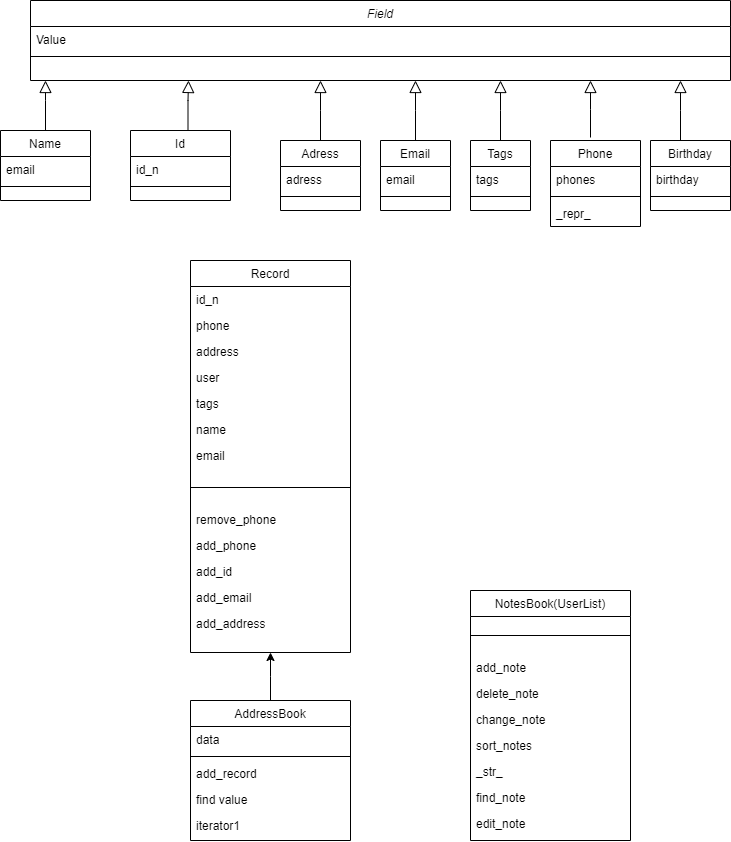 Field
Value
Name
email
Id
id_n
Adress
adress
Email
email
Tags
tags
Phone
phones
_repr_
Birthday
birthday
Record
id_n
phone
address
user
tags
name
email
remove_phone
add_phone
add_id
add_email
add_address
AddressBook
data
add_record
find value
iterator1
NotesBook(UserList)
add_note
delete_note
change_note
sort_notes
_str_
find_note
edit_note